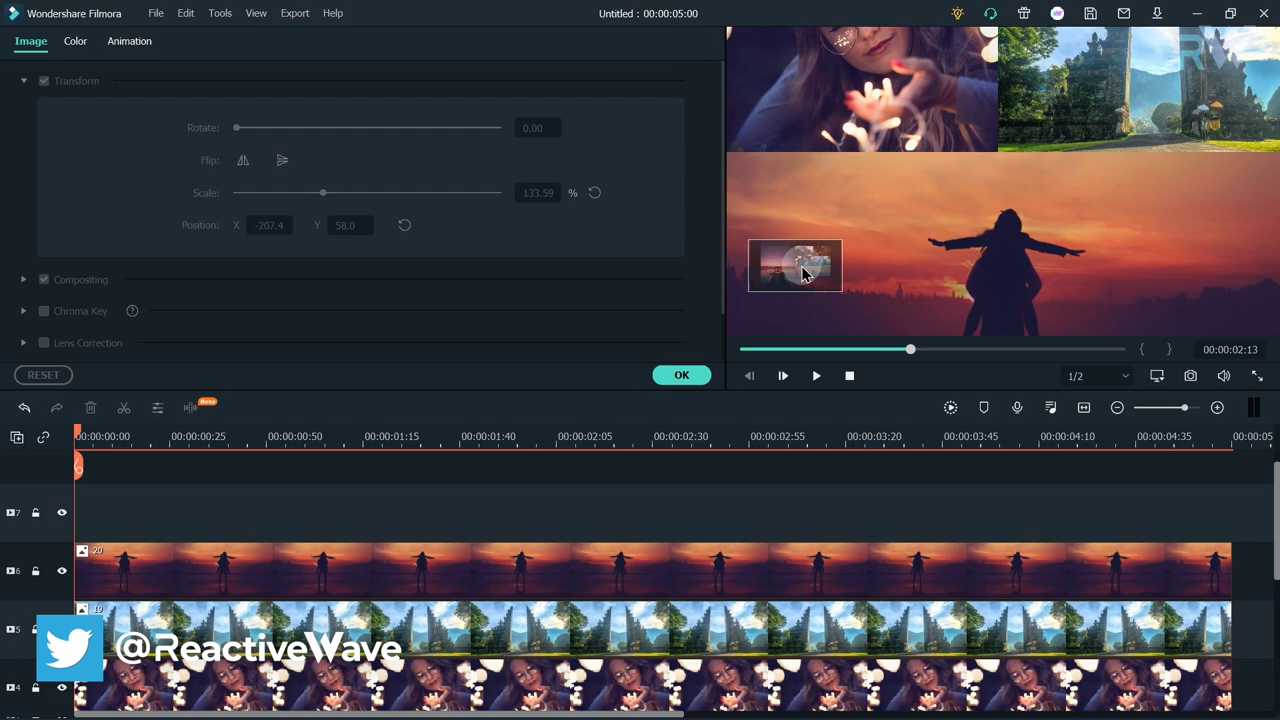 Wondershare Filmora File Edit Tools View Export Help Untitled : 00:00:05:00
Image Color Animation
Transform
Rotate: 0.00
Flip:
Scale: 133.59 %
Position: X -207.4 Y 58.0
Compositing
Chroma Key ?
Lens Correction
RESET OK
RW
{ } 00:00:02:13
1/2
Beta
00:00:00:00 00:00:00:25 00:00:00:50 00:00:01:15 00:00:01:40 00:00:02:05 00:00:02:30 00:00:02:55 00:00:03:20 00:00:03:45 00:00:04:10 00:00:04:35 00:00:05
7
6 20
5 19
@ReactiveWave
4